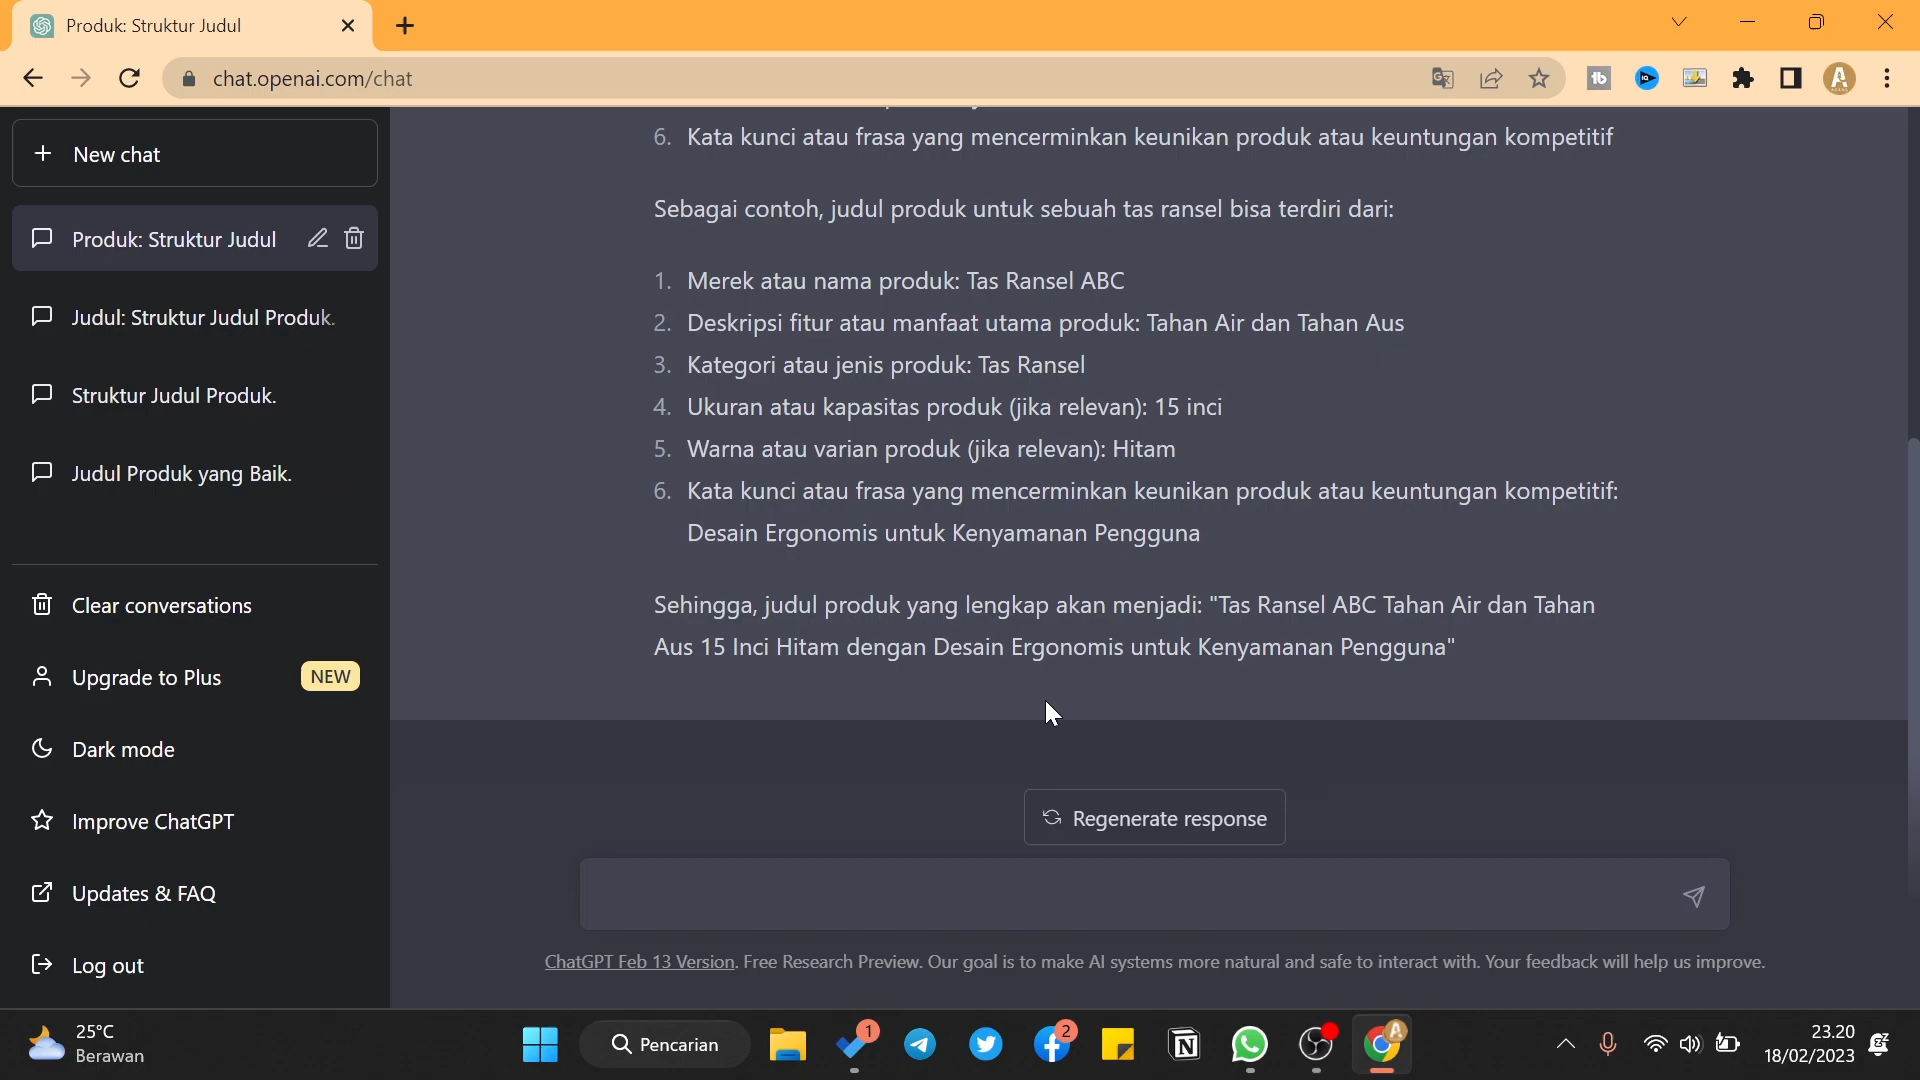 Produk: Struktur Judul
chat.openai.com/chat
New chat
Produk: Struktur Judul
Judul: Struktur Judul Produk.
Struktur Judul Produk.
Judul Produk yang Baik.
Clear conversations
Upgrade to Plus NEW
Dark mode
Improve ChatGPT
Updates & FAQ
Log out
6. Kata kunci atau frasa yang mencerminkan keunikan produk atau keuntungan kompetitif
Sebagai contoh, judul produk untuk sebuah tas ransel bisa terdiri dari:
1. Merek atau nama produk: Tas Ransel ABC
2. Deskripsi fitur atau manfaat utama produk: Tahan Air dan Tahan Aus
3. Kategori atau jenis produk: Tas Ransel
4. Ukuran atau kapasitas produk (jika relevan): 15 inci
5. Warna atau varian produk (jika relevan): Hitam
6. Kata kunci atau frasa yang mencerminkan keunikan produk atau keuntungan kompetitif:
Desain Ergonomis untuk Kenyamanan Pengguna
Sehingga, judul produk yang lengkap akan menjadi: "Tas Ransel ABC Tahan Air dan Tahan
Aus 15 Inci Hitam dengan Desain Ergonomis untuk Kenyamanan Pengguna"
Regenerate response
ChatGPT Feb 13 Version. Free Research Preview. Our goal is to make AI systems more natural and safe to interact with. Your feedback will help us improve.
25°C
Berawan
Pencarian
1
2
23.20
18/02/2023